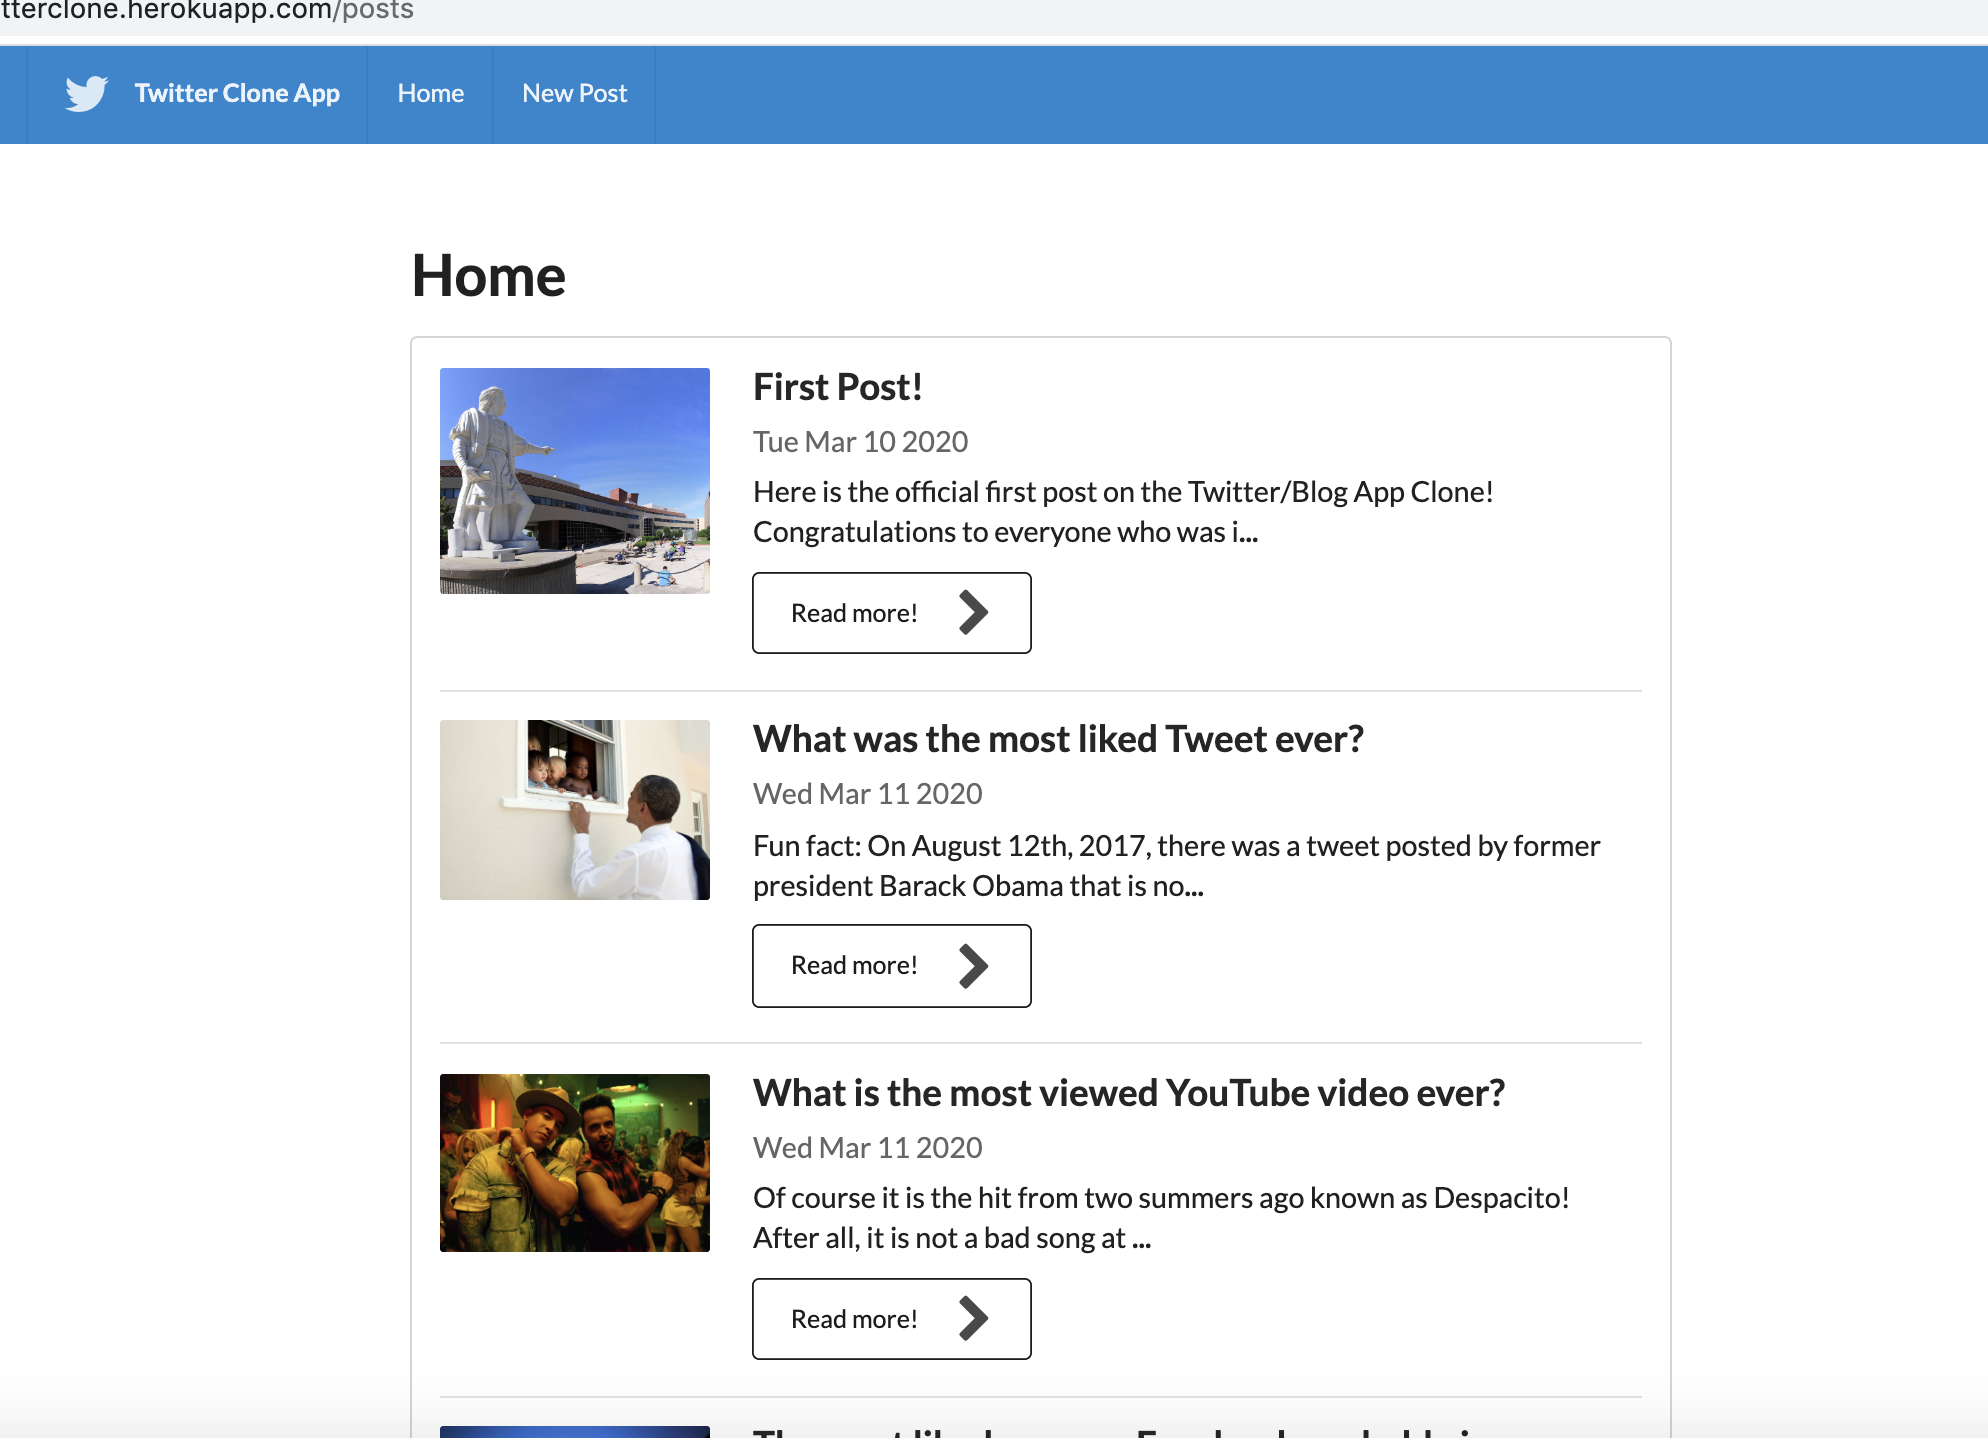 tterclone.herokuapp.com/posts
Twitter Clone App Home New Post
Home
First Post!
Tue Mar 10 2020
Here is the official first post on the Twitter/Blog App Clone!
Congratulations to everyone who was i...
Read more!
What was the most liked Tweet ever?
Wed Mar 11 2020
Fun fact: On August 12th, 2017, there was a tweet posted by former
president Barack Obama that is no...
Read more!
What is the most viewed YouTube video ever?
Wed Mar 11 2020
Of course it is the hit from two summers ago known as Despacito!
After all, it is not a bad song at ...
Read more!